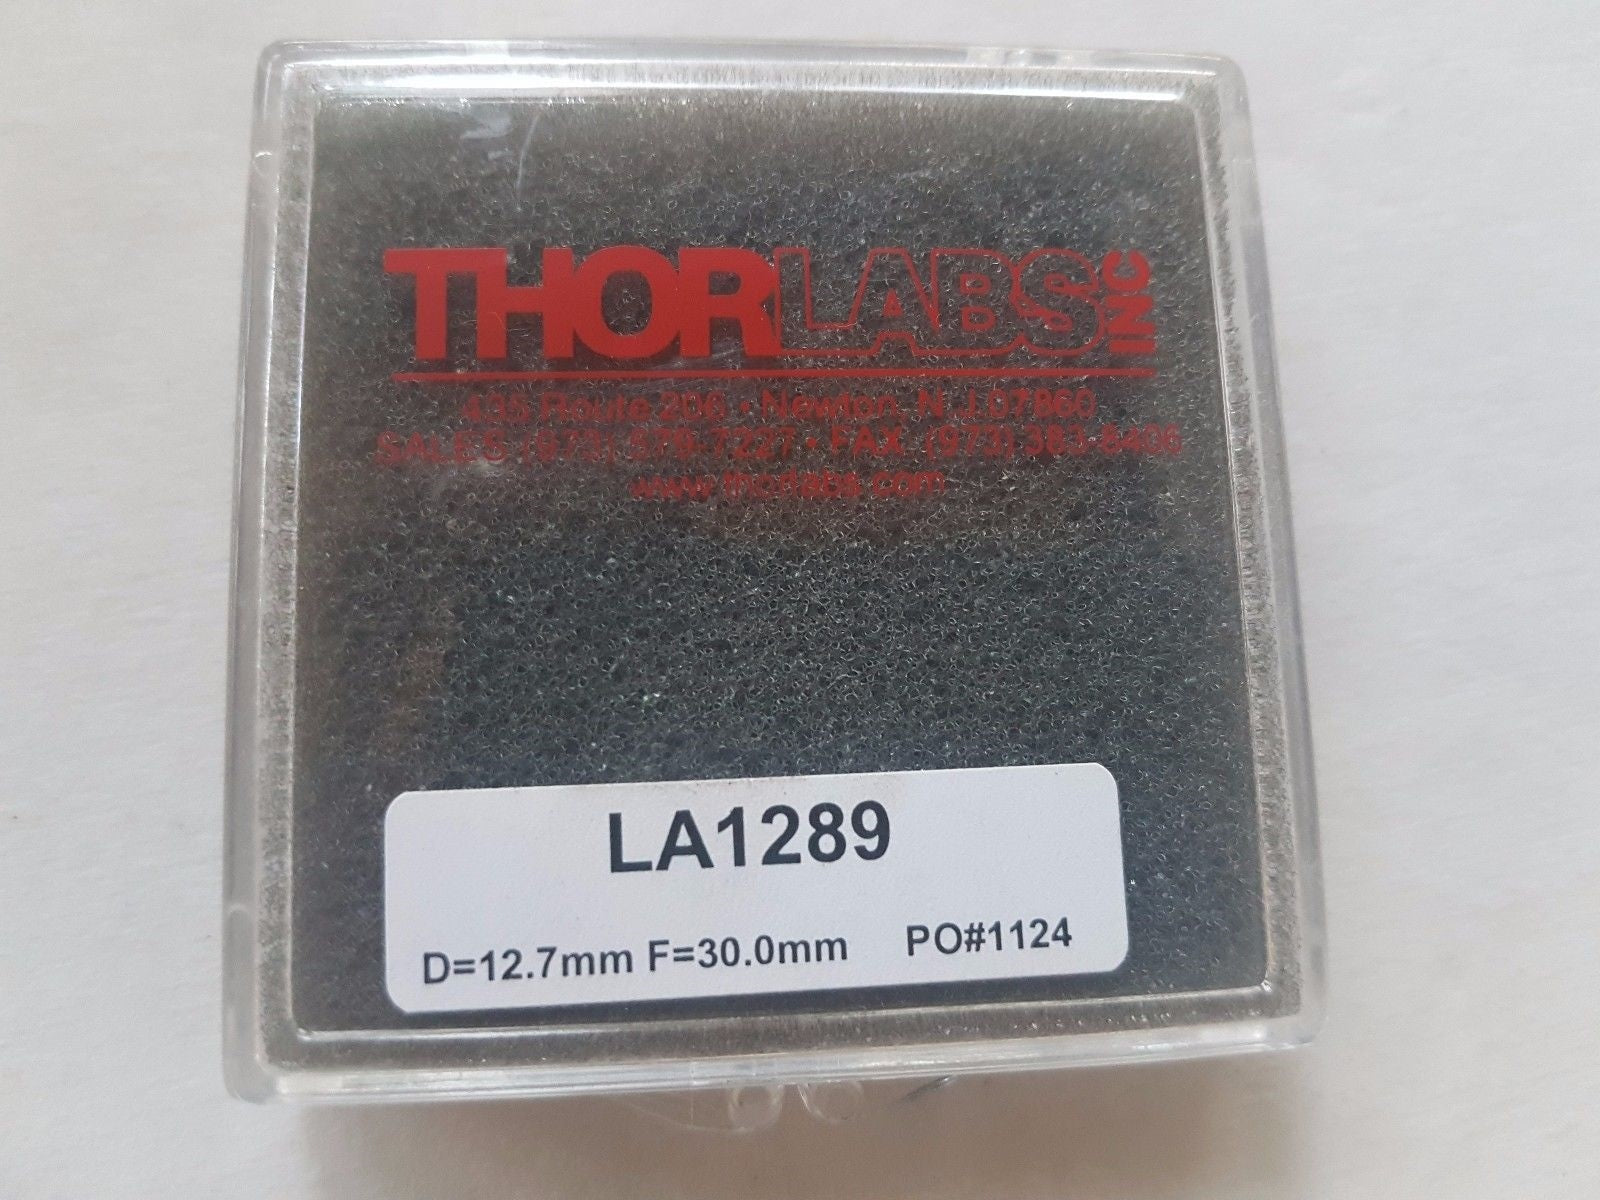 THORLABS INC
435 Route 206 • Newton, N.J.07860
SALES (973) 579-7227 • FAX (973) 383-8406
www.thorlabs.com
LA1289
D=12.7mm F=30.0mm PO#1124